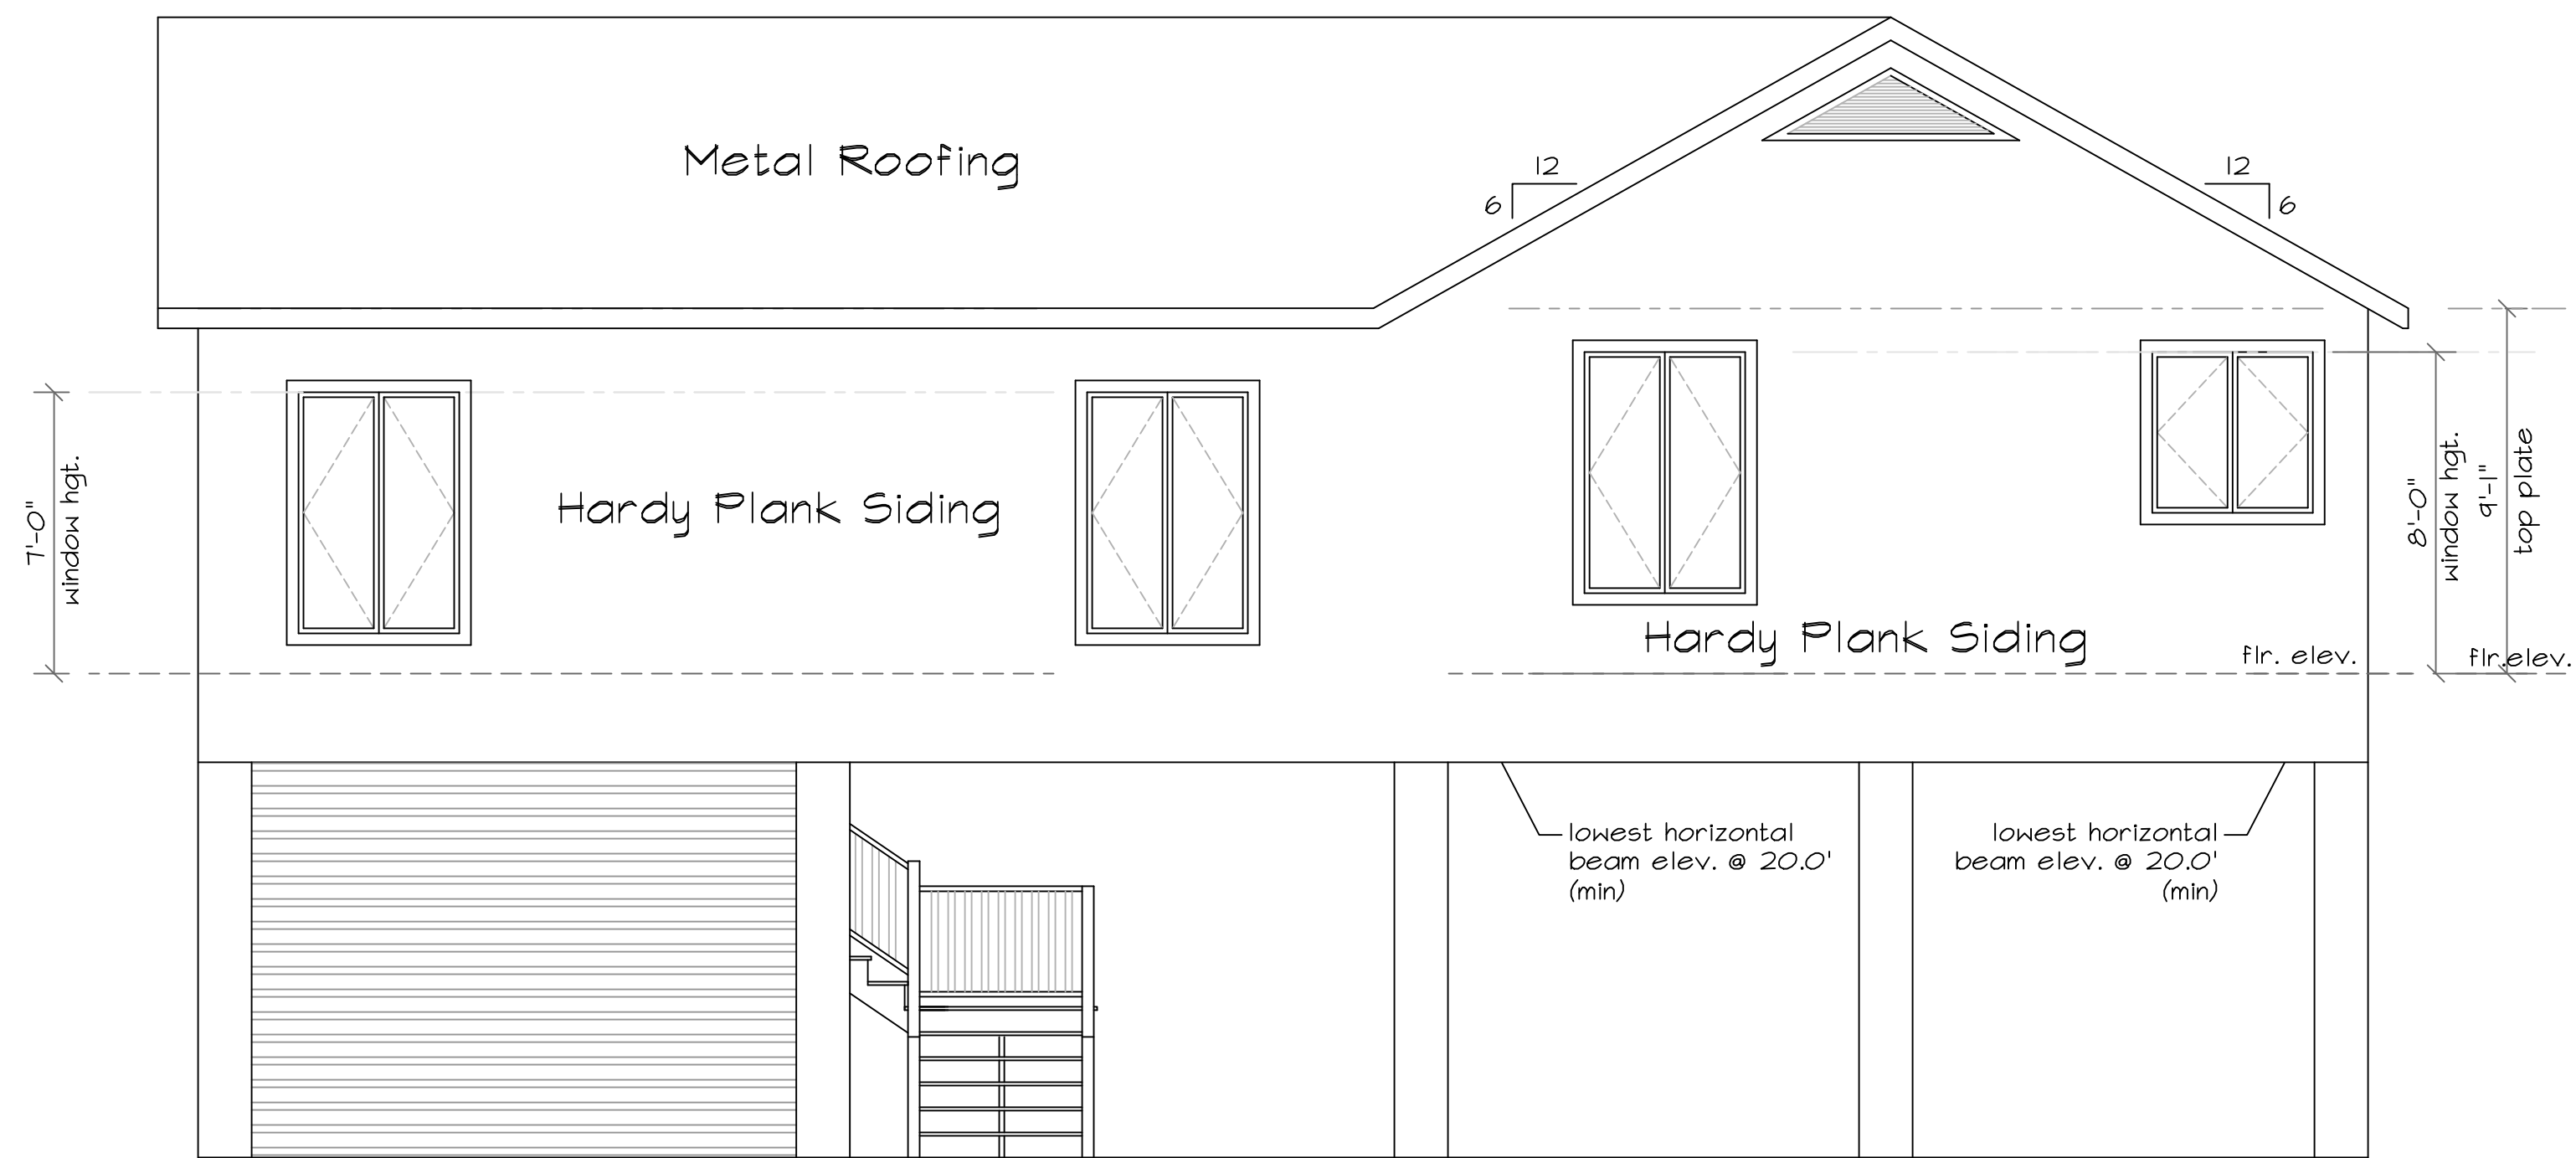 Metal Roofing
12
6
12
6
7'-0"
window hgt.
Hardy Plank Siding
Hardy Plank Siding
flr. elev.
8'-0"
window hgt.
9'-1"
top plate
flr.elev.
lowest horizontal
beam elev. @ 20.0'
(min)
lowest horizontal
beam elev. @ 20.0'
(min)